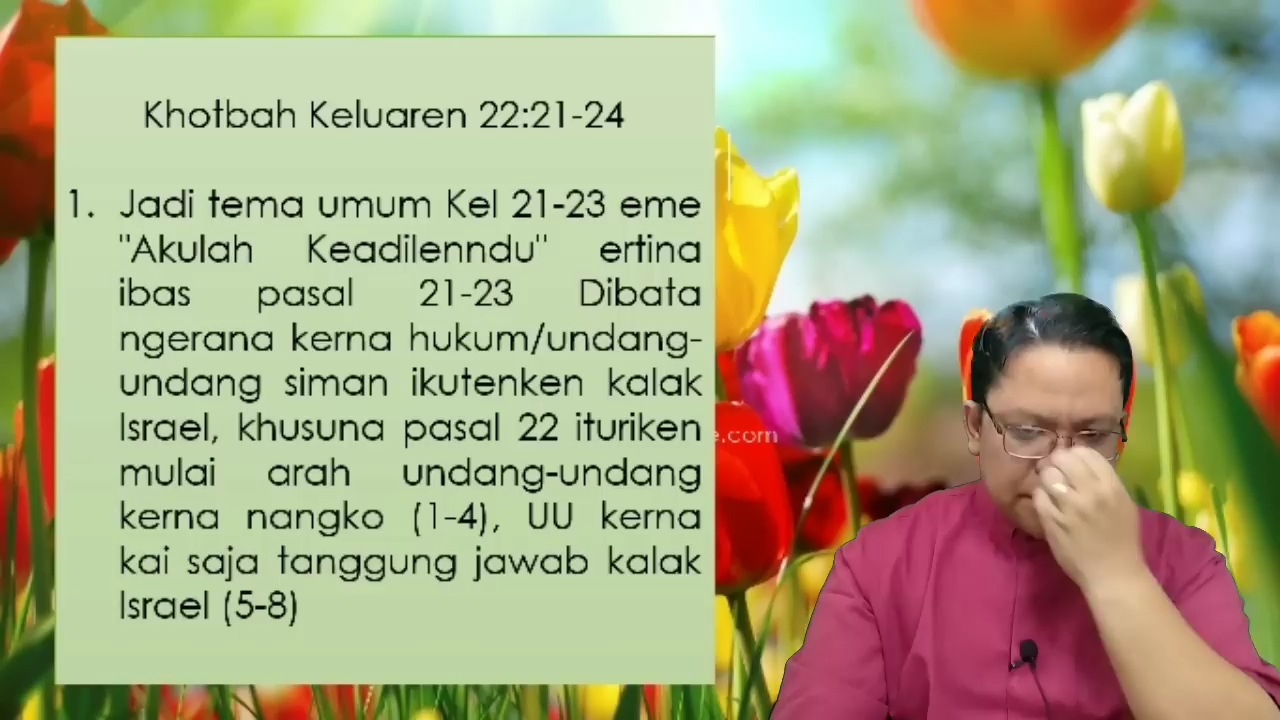 Khotbah Keluaren 22:21-24
1. Jadi tema umum Kel 21-23 eme
"Akulah Keadilenndu" ertina
ibas pasal 21-23 Dibata
ngerana kerna hukum/undang-
undang siman ikutenken kalak
Israel, khusuna pasal 22 ituriken
mulai arah undang-undang
kerna nangko (1-4), UU kerna
kai saja tanggung jawab kalak
Israel (5-8)
e.com